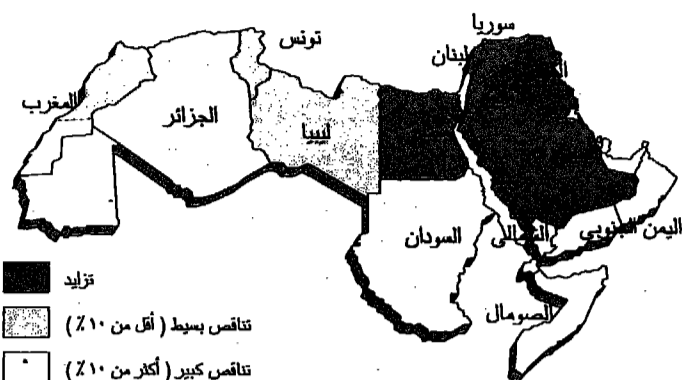 سوريا
تونس
لبنان
المغرب
الجزائر
ليبيا
السودان
الشمالى
اليمن الجنوبي
الصومال
تزايد
تناقص بسيط ( أقل من ١٠ ٪ )
تناقص كبير ( أكثر من ١٠ ٪ )